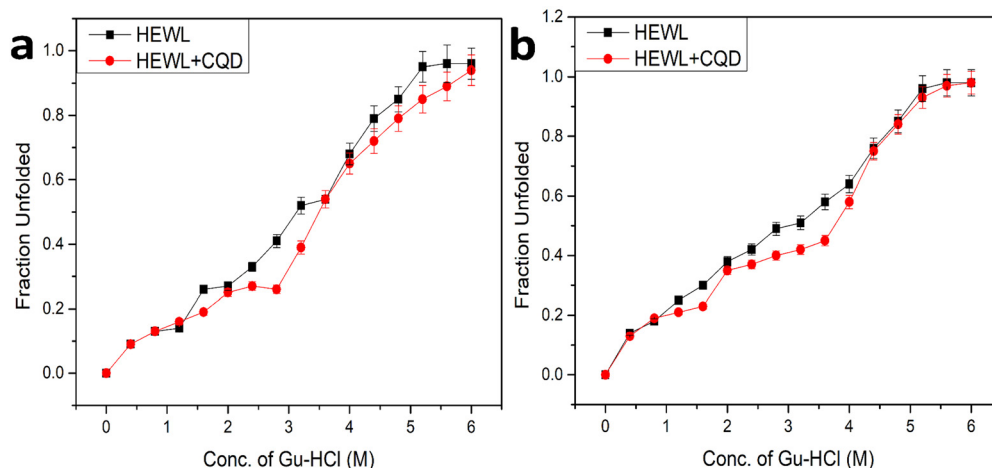 a
HEWL
HEWL+CQD
Fraction Unfolded
1.0
0.8
0.6
0.4
0.2
0.0
0 1 2 3 4 5 6
Conc. of Gu-HCl (M)
b
HEWL
HEWL+CQD
Fraction Unfolded
1.2
1.0
0.8
0.6
0.4
0.2
0.0
0 1 2 3 4 5 6
Conc. of Gu-HCl (M)